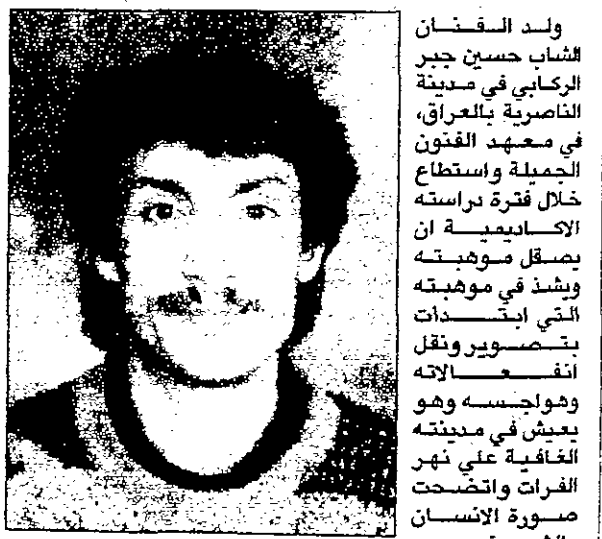 ولد الفنان
الشاب حسين جبر
الركابي في مدينة
الناصرية بالعراق،
في معهد الفنون
الجميلة واستطاع
خلال فترة دراسته
الاكاديمية ان
يصقل موهبته
ويشذ في موهبته
التي ابتدات
بتصوير ونقل
انفعالاته
وهواجسه وهو
يعيش في مدينته
الغافية علي نهر
الفرات واتضحت
صورة الانسان